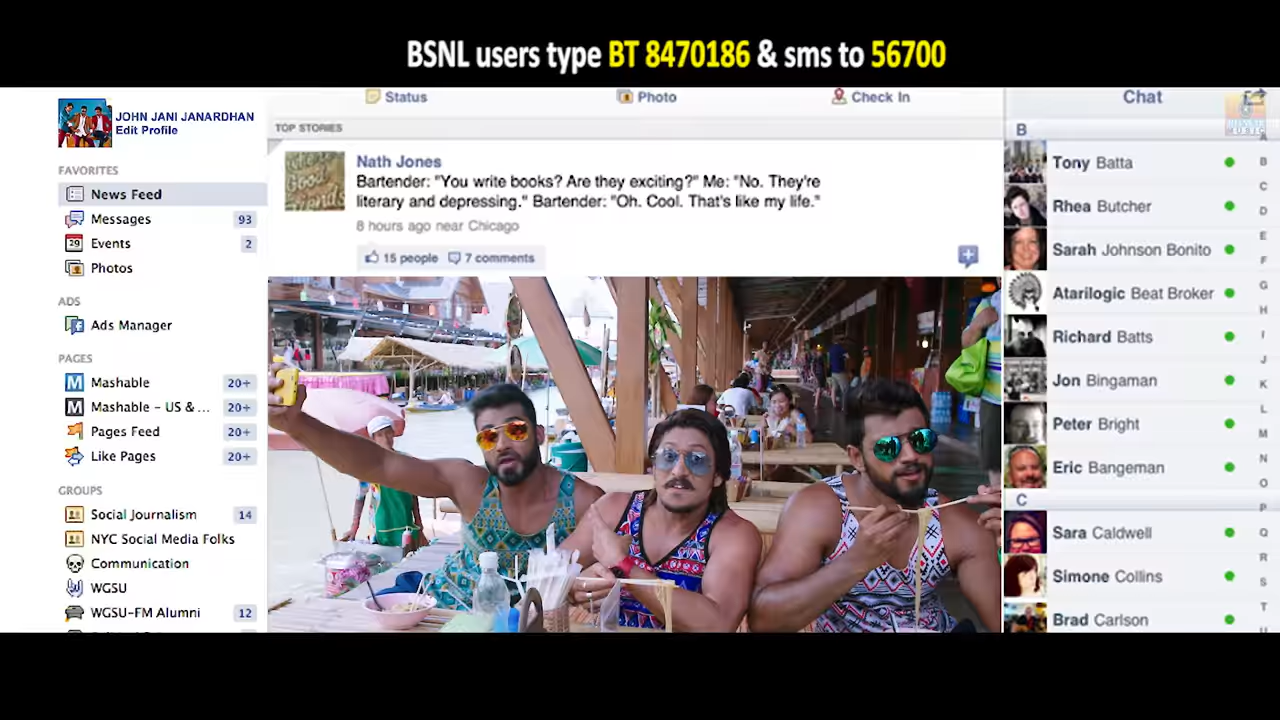 BSNL users type BT 8470186 & sms to 56700
Status
Photo
Check In
Chat
JOHN JANI JANARDHAN
Edit Profile
FAVORITES
News Feed
Messages 93
Events 2
Photos
ADS
Ads Manager
PAGES
Mashable 20+
Mashable - US & ... 20+
Pages Feed 20+
Like Pages 20+
GROUPS
Social Journalism 14
NYC Social Media Folks
Communication
WGSU
WGSU-FM Alumni 12
TOP STORIES
Nath Jones
Bartender: "You write books? Are they exciting?" Me: "No. They're
literary and depressing." Bartender: "Oh. Cool. That's like my life."
8 hours ago near Chicago
15 people 7 comments
B
Tony Batta
Rhea Butcher
Sarah Johnson Bonito
Atarilogic Beat Broker
Richard Batts
Jon Bingaman
Peter Bright
Eric Bangeman
C
Sara Caldwell
Simone Collins
Brad Carlson
A
B
C
D
E
F
G
H
I
J
K
L
M
N
O
P
Q
R
S
T
U